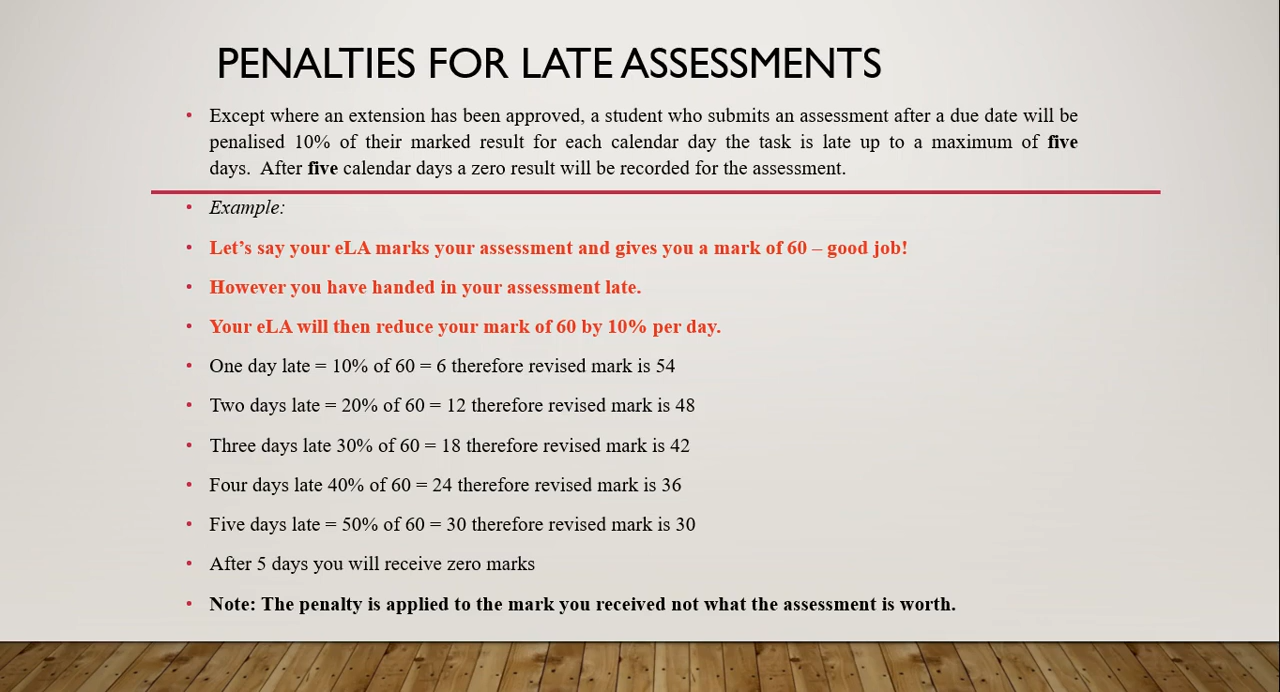 PENALTIES FOR LATE ASSESSMENTS
• Except where an extension has been approved, a student who submits an assessment after a due date will be
penalised 10% of their marked result for each calendar day the task is late up to a maximum of five
days. After five calendar days a zero result will be recorded for the assessment.
• Example:
• Let’s say your eLA marks your assessment and gives you a mark of 60 – good job!
• However you have handed in your assessment late.
• Your eLA will then reduce your mark of 60 by 10% per day.
• One day late = 10% of 60 = 6 therefore revised mark is 54
• Two days late = 20% of 60 = 12 therefore revised mark is 48
• Three days late 30% of 60 = 18 therefore revised mark is 42
• Four days late 40% of 60 = 24 therefore revised mark is 36
• Five days late = 50% of 60 = 30 therefore revised mark is 30
• After 5 days you will receive zero marks
• Note: The penalty is applied to the mark you received not what the assessment is worth.